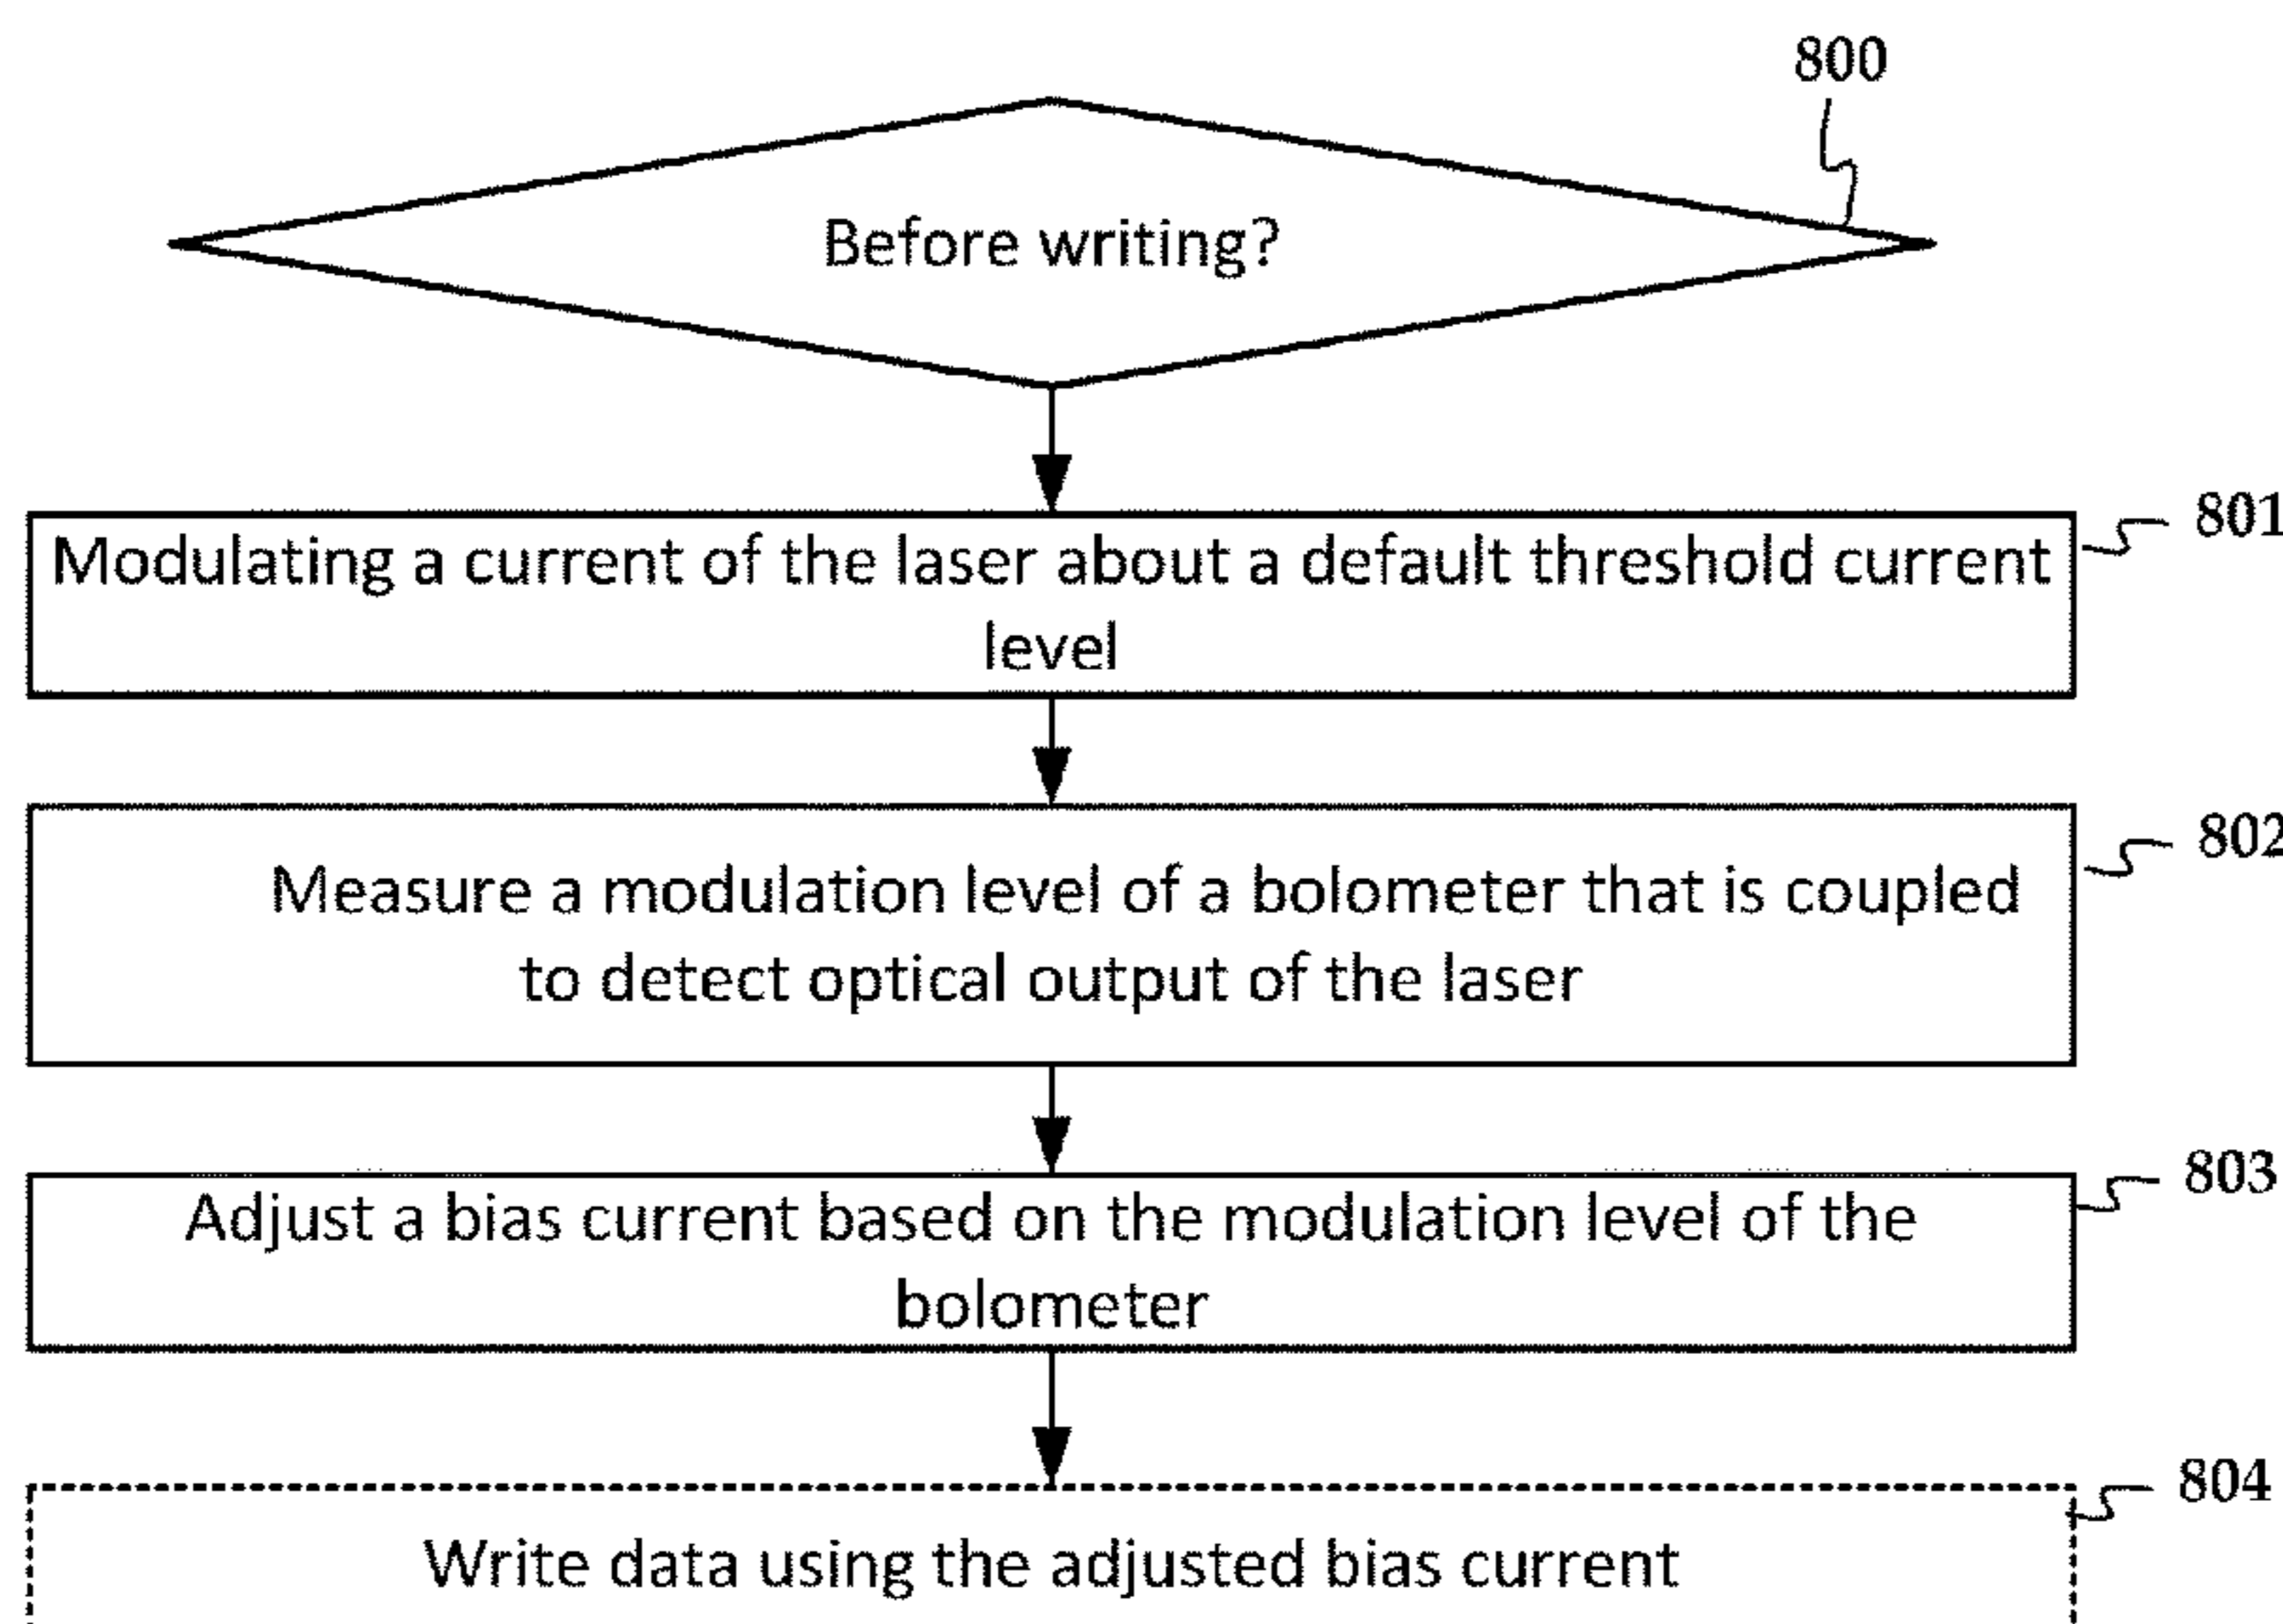 800
Before writing?
801
Modulating a current of the laser about a default threshold current
level
802
Measure a modulation level of a bolometer that is coupled
to detect optical output of the laser
803
Adjust a bias current based on the modulation level of the
bolometer
804
Write data using the adjusted bias current